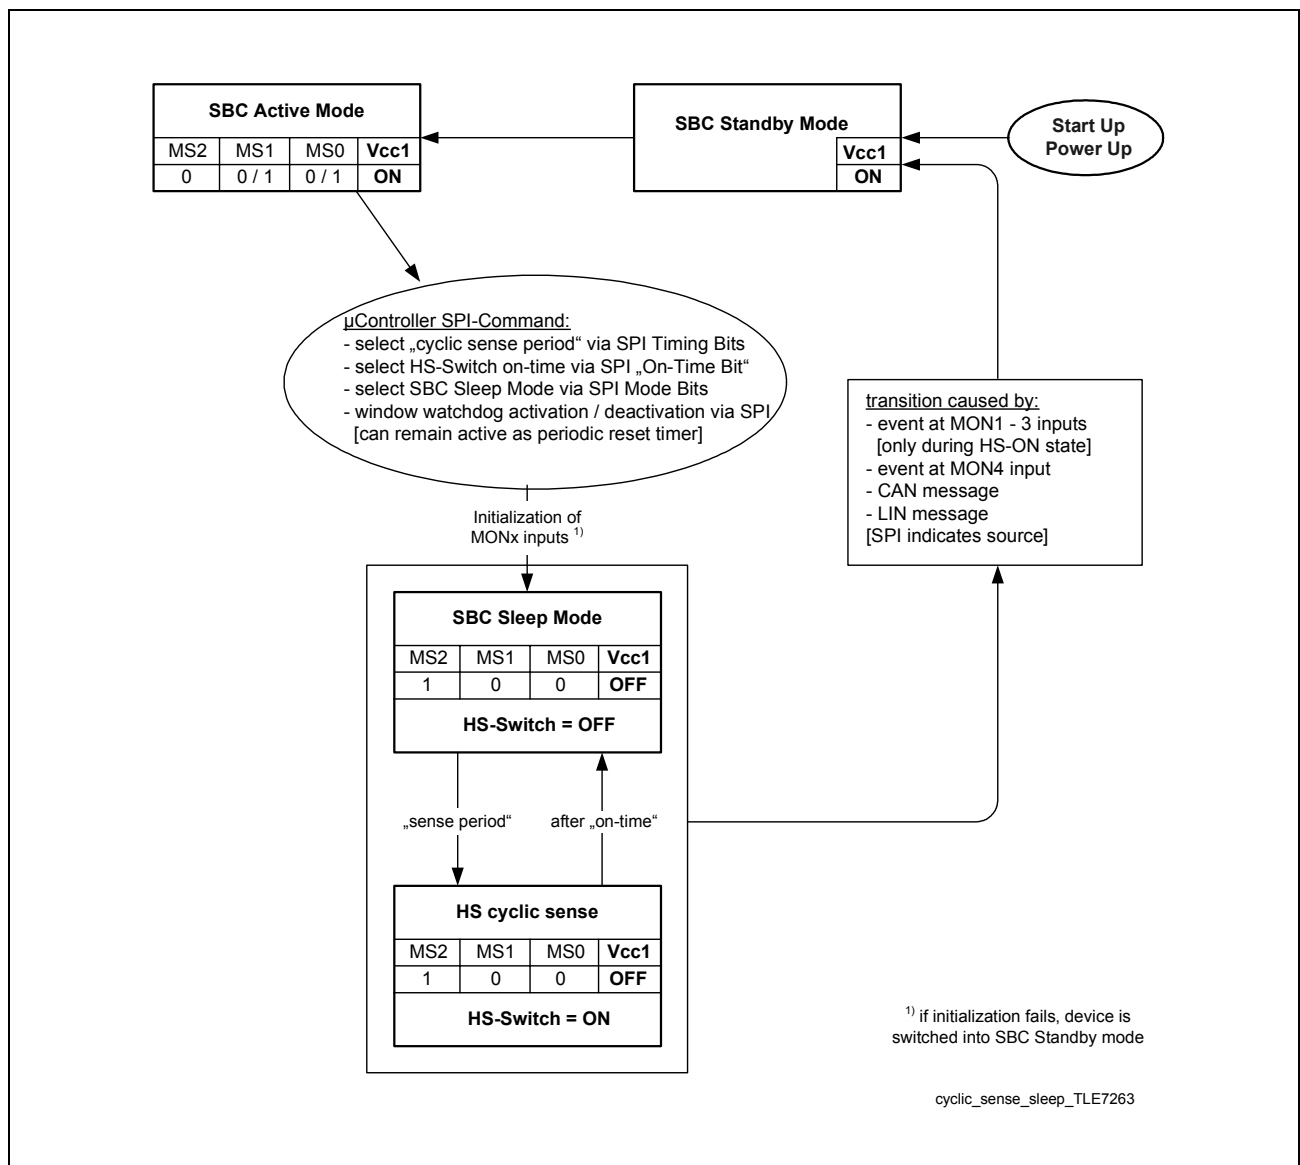 SBC Active Mode
MS2 MS1 MS0 Vcc1
0 0 / 1 0 / 1 ON
SBC Standby Mode
Vcc1
ON
Start Up
Power Up
µController SPI-Command:
- select „cyclic sense period“ via SPI Timing Bits
- select HS-Switch on-time via SPI „On-Time Bit“
- select SBC Sleep Mode via SPI Mode Bits
- window watchdog activation / deactivation via SPI
[can remain active as periodic reset timer]
transition caused by:
- event at MON1 - 3 inputs
[only during HS-ON state]
- event at MON4 input
- CAN message
- LIN message
[SPI indicates source]
Initialization of
MONx inputs 1)
SBC Sleep Mode
MS2 MS1 MS0 Vcc1
1 0 0 OFF
HS-Switch = OFF
„sense period“ after „on-time“
HS cyclic sense
MS2 MS1 MS0 Vcc1
1 0 0 OFF
HS-Switch = ON
1) if initialization fails, device is
switched into SBC Standby mode
cyclic_sense_sleep_TLE7263